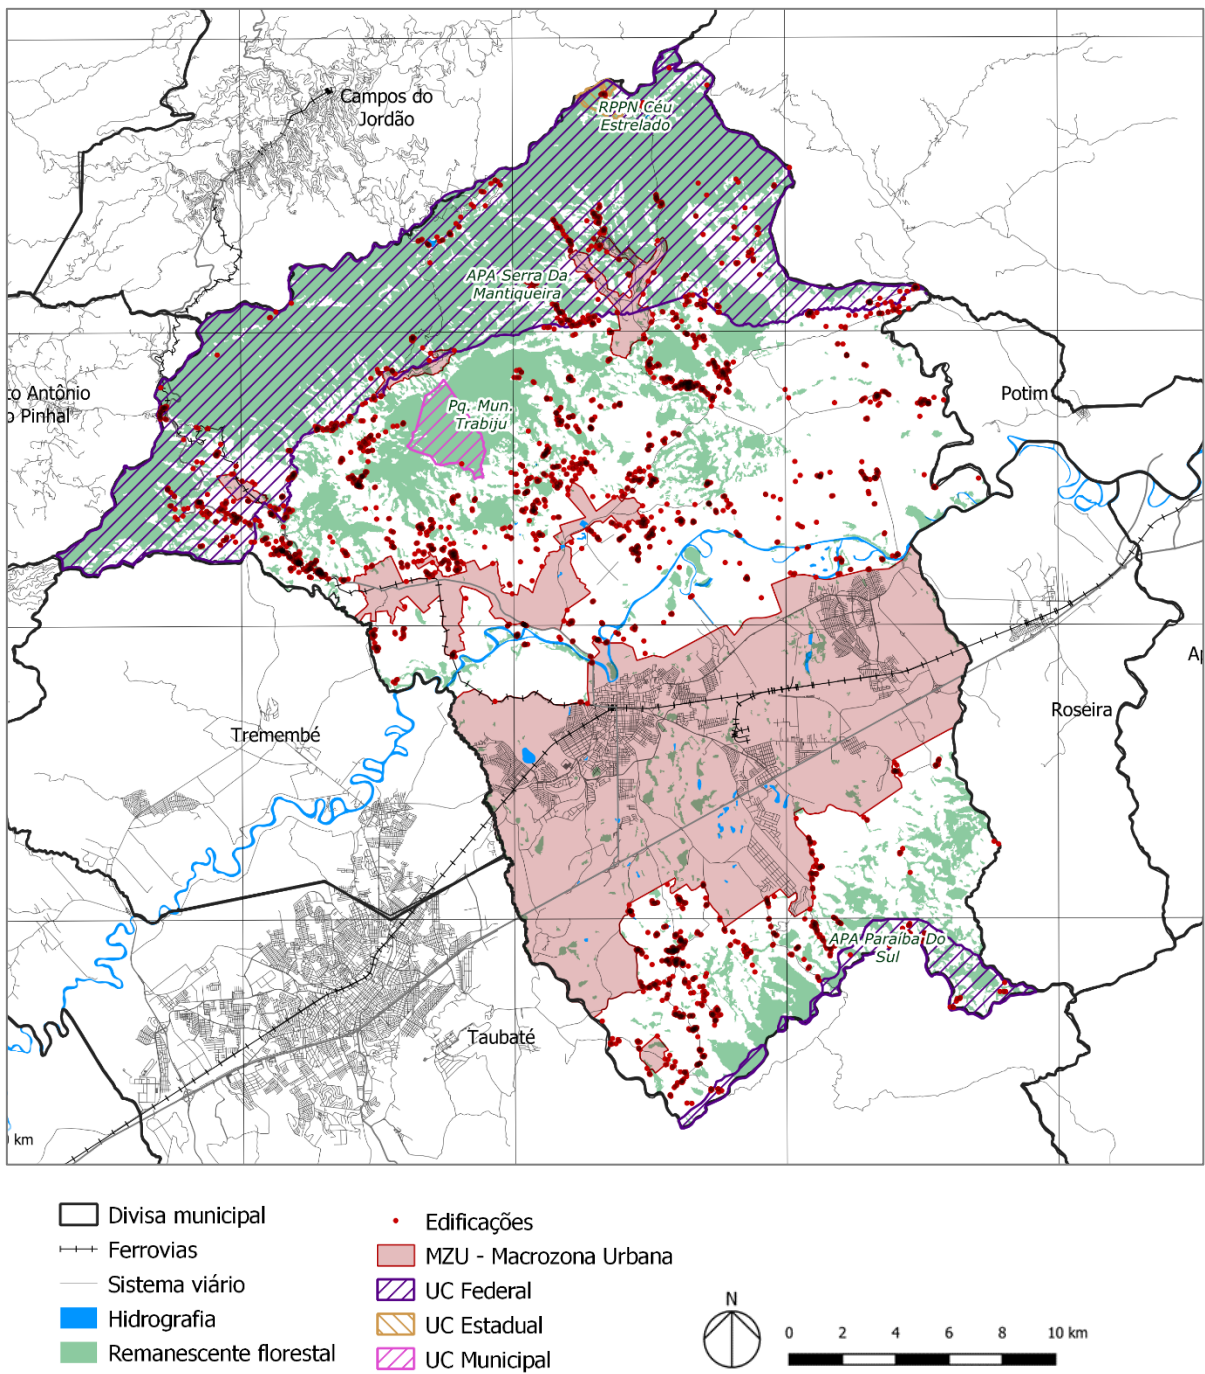 Campos do
Jordão
RPPN Céu
Estrelado
APA Serra Da
Mantiqueira
to Antônio
o Pinhal
Pq. Mun.
Trabiju
Potim
Tremembé
Roseira
APA Paraíba Do
Sul
Taubaté
km
Divisa municipal
Ferrovias
Sistema viário
Hidrografia
Remanescente florestal
Edificações
MZU - Macrozona Urbana
UC Federal
UC Estadual
UC Municipal
N
0 2 4 6 8 10 km